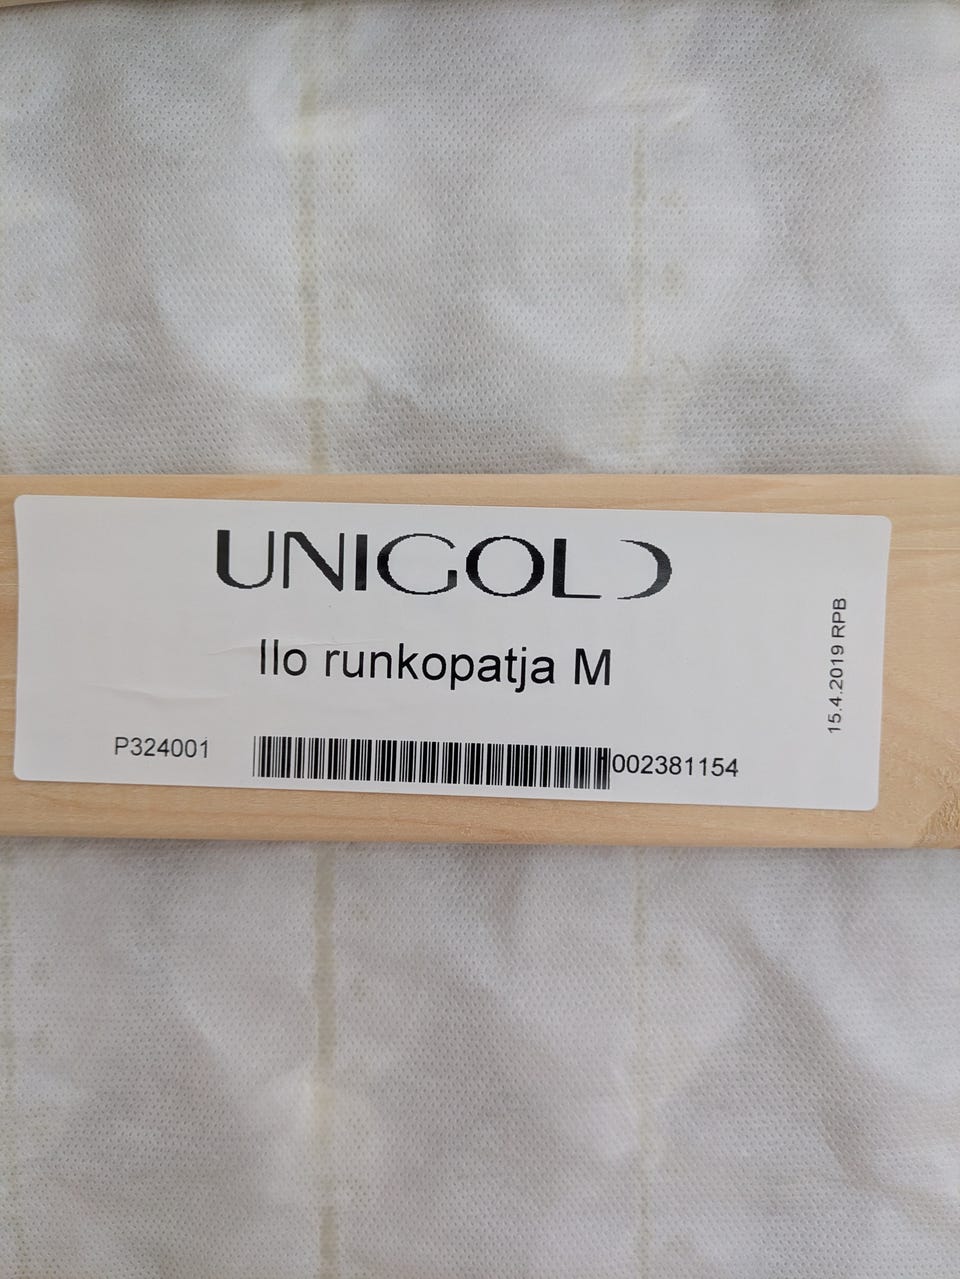 UNIGOLD
Ilo runkopatja M
P324001
002381154
15.4.2019 RPB